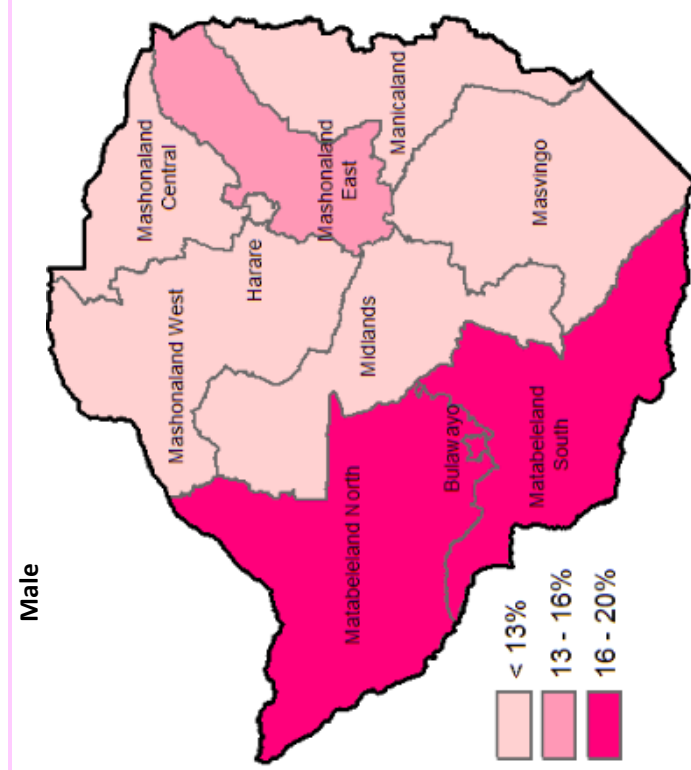 Male
Mashonaland
Central
Mashonaland West
Harare
Mashonaland
East
Manicaland
Midlands
Masvingo
Matabeleland North
Bulawayo
Matabeleland
South
< 13%
13 - 16%
16 - 20%